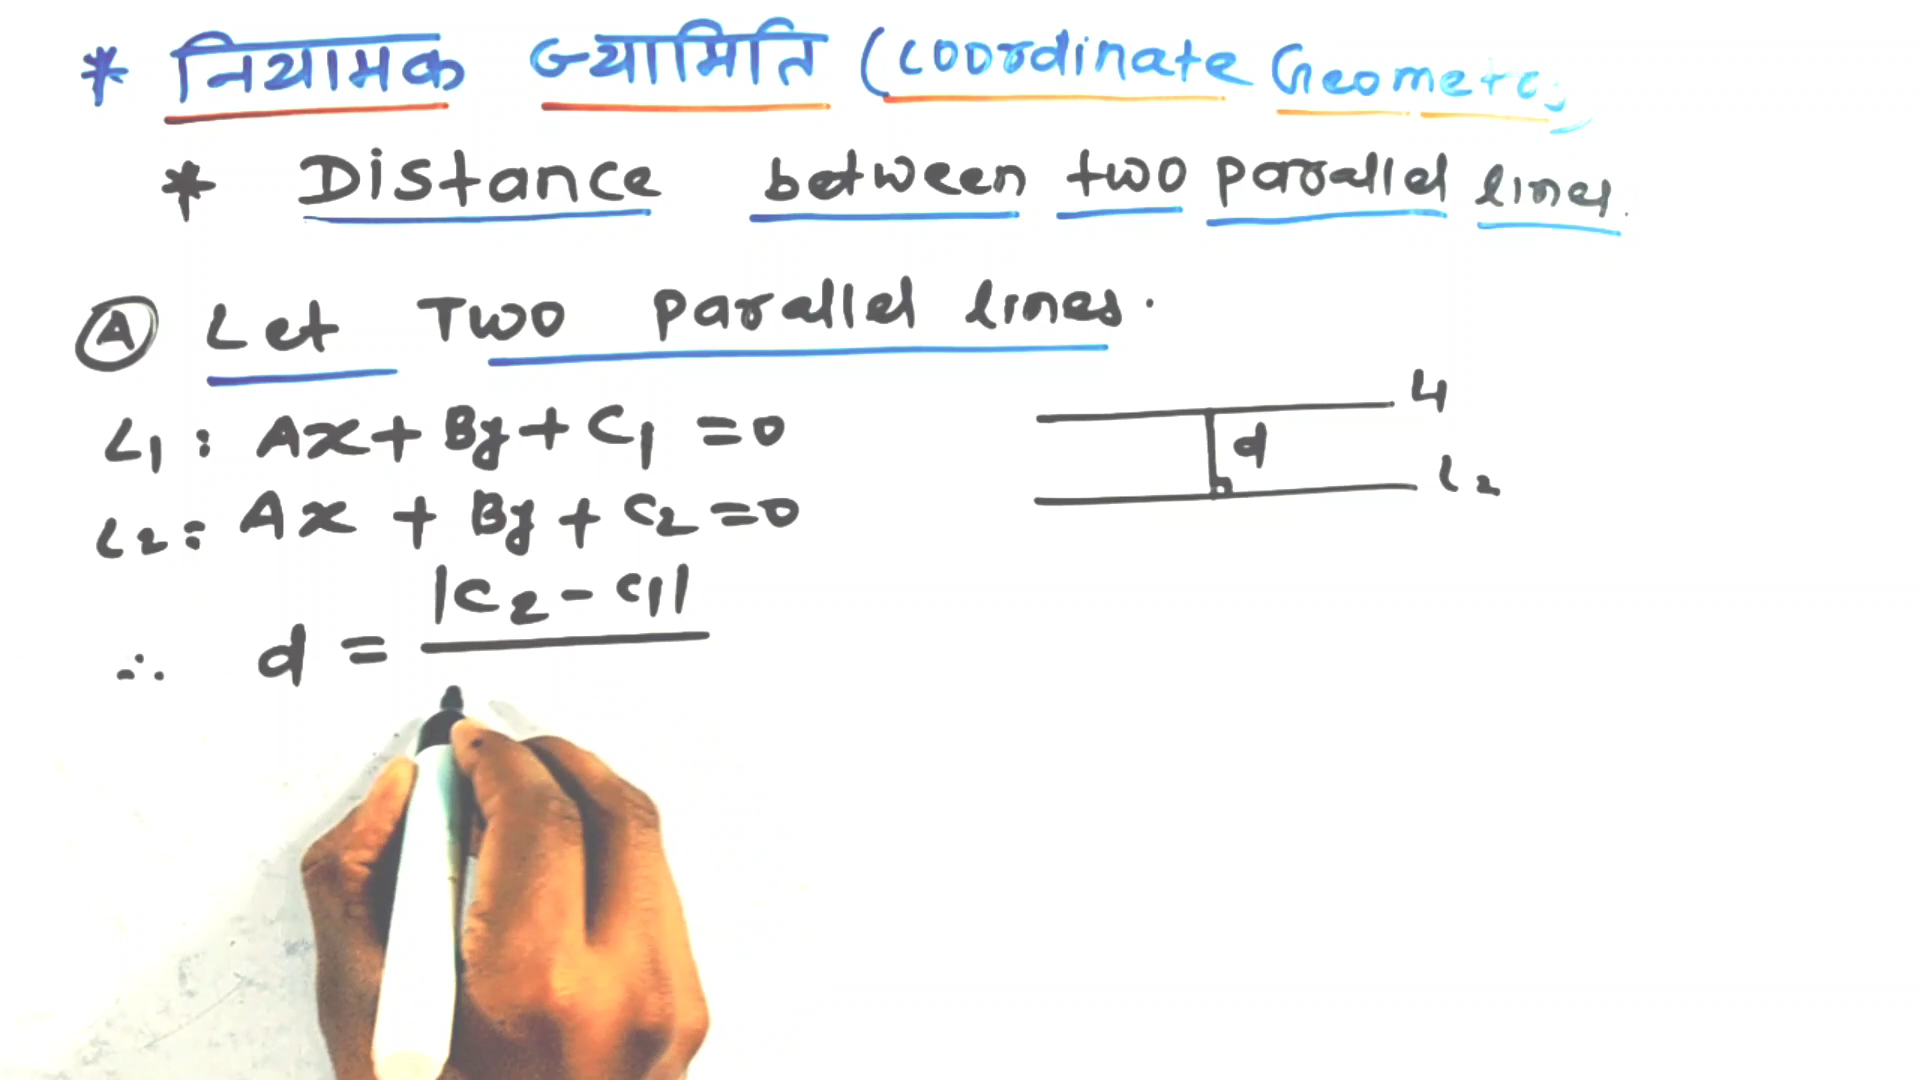 * नियामक ज्यामिति (Coordinate Geometry)
* Distance between two parallel lines.
Ⓐ Let Two parallel lines.
L1 : Ax + By + C1 = 0
L2 : Ax + By + C2 = 0
L1
d
L2
∴ d = |C2 - C1|